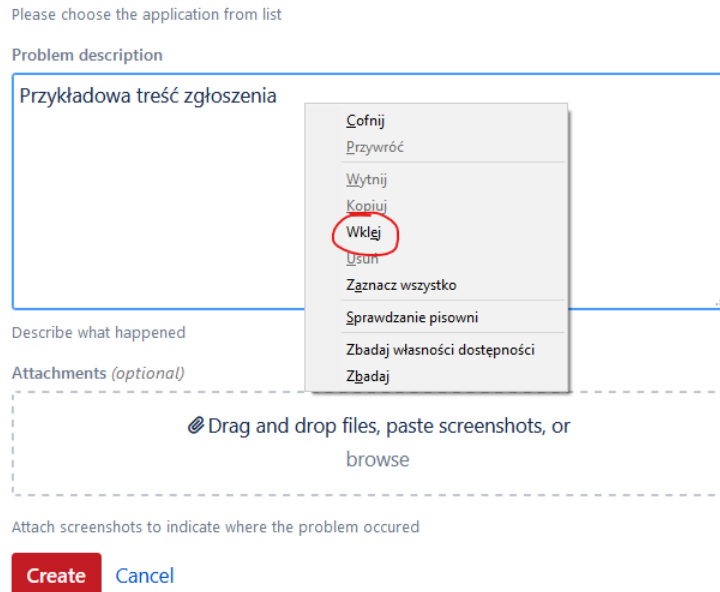 Please choose the application from list
Problem description
Przykładowa treść zgłoszenia
Cofnij
Przywróć
Wytnij
Kopiuj
Wklej
Usuń
Zaznacz wszystko
Sprawdzanie pisowni
Zbadaj własności dostępności
Zbadaj
Describe what happened
Attachments (optional)
Drag and drop files, paste screenshots, or
browse
Attach screenshots to indicate where the problem occured
Create Cancel